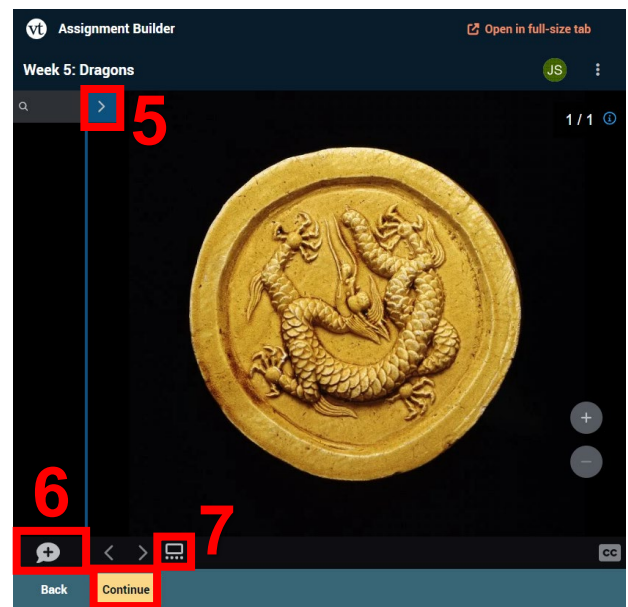 vt Assignment Builder Open in full-size tab
Week 5: Dragons JS
5
1 / 1
6
7
CC
Back Continue